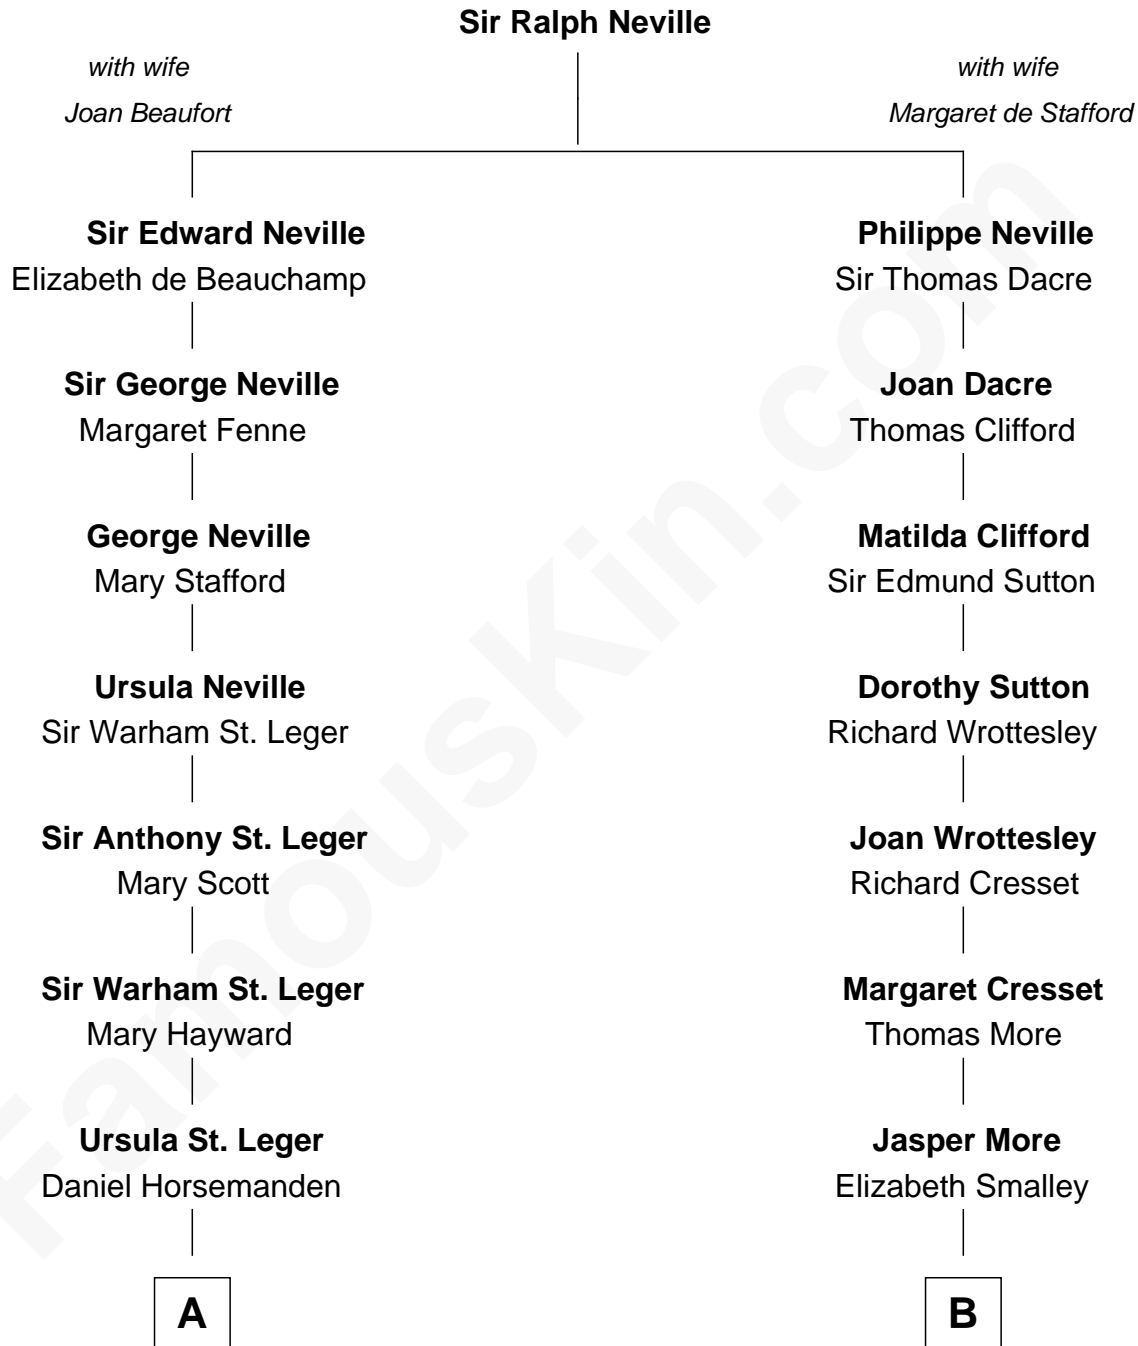 Sir Ralph Neville
with wife
Joan Beaufort
with wife
Margaret de Stafford
Sir Edward Neville
Elizabeth de Beauchamp
Philippe Neville
Sir Thomas Dacre
Sir George Neville
Margaret Fenne
Joan Dacre
Thomas Clifford
George Neville
Mary Stafford
Matilda Clifford
Sir Edmund Sutton
Ursula Neville
Sir Warham St. Leger
Dorothy Sutton
Richard Wrottesley
Sir Anthony St. Leger
Mary Scott
Joan Wrottesley
Richard Cresset
Sir Warham St. Leger
Mary Hayward
Margaret Cresset
Thomas More
Ursula St. Leger
Daniel Horsemanden
Jasper More
Elizabeth Smalley
A
B
FamousKin.com